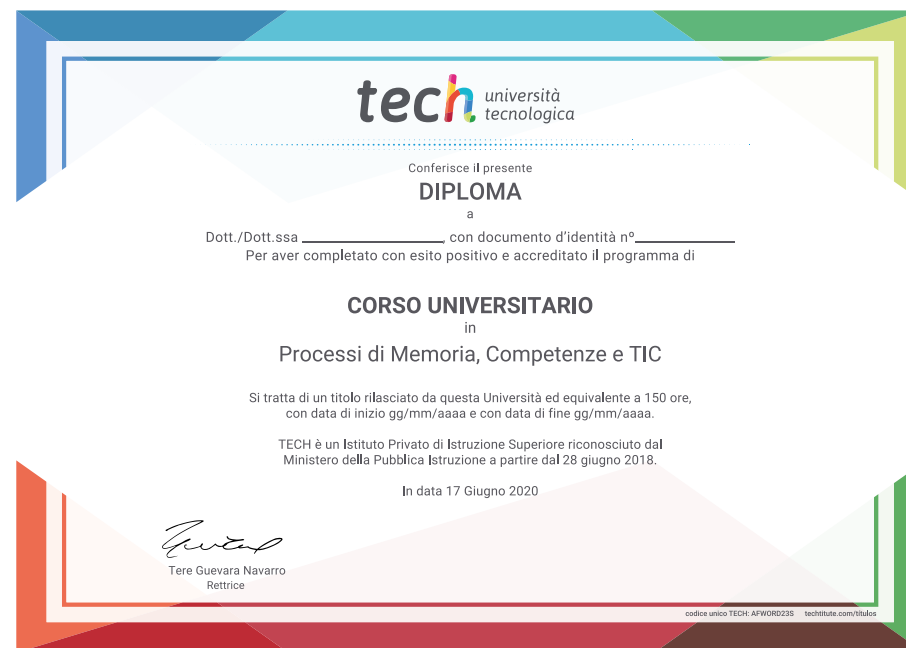 tech università
tecnologica
Conferisce il presente
DIPLOMA
a
Dott./Dott.ssa ____________________, con documento d'identità nº______________
Per aver completato con esito positivo e accreditato il programma di
CORSO UNIVERSITARIO
in
Processi di Memoria, Competenze e TIC
Si tratta di un titolo rilasciato da questa Università ed equivalente a 150 ore,
con data di inizio gg/mm/aaaa e con data di fine gg/mm/aaaa.
TECH è un Istituto Privato di Istruzione Superiore riconosciuto dal
Ministero della Pubblica Istruzione a partire dal 28 giugno 2018.
In data 17 Giugno 2020
Tere Guevara Navarro
Rettrice
codice unico TECH: AFWORD23S techtitute.com/titulos